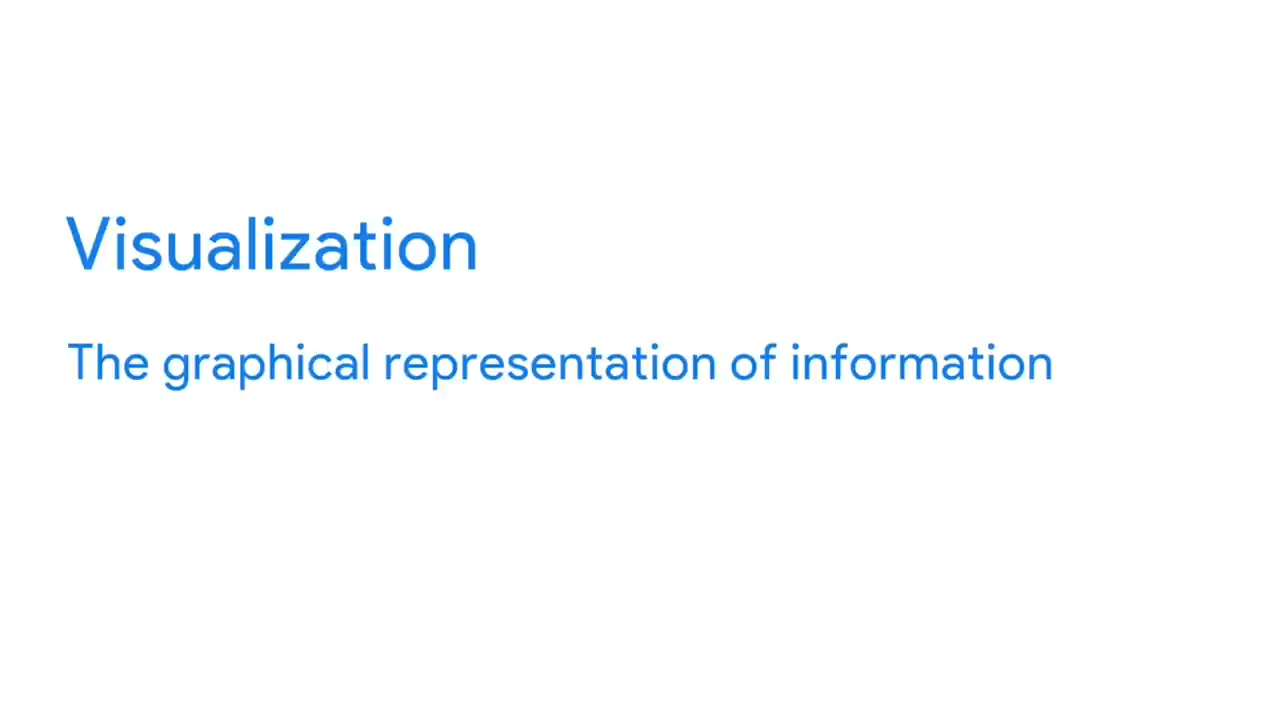 Visualization
The graphical representation of information